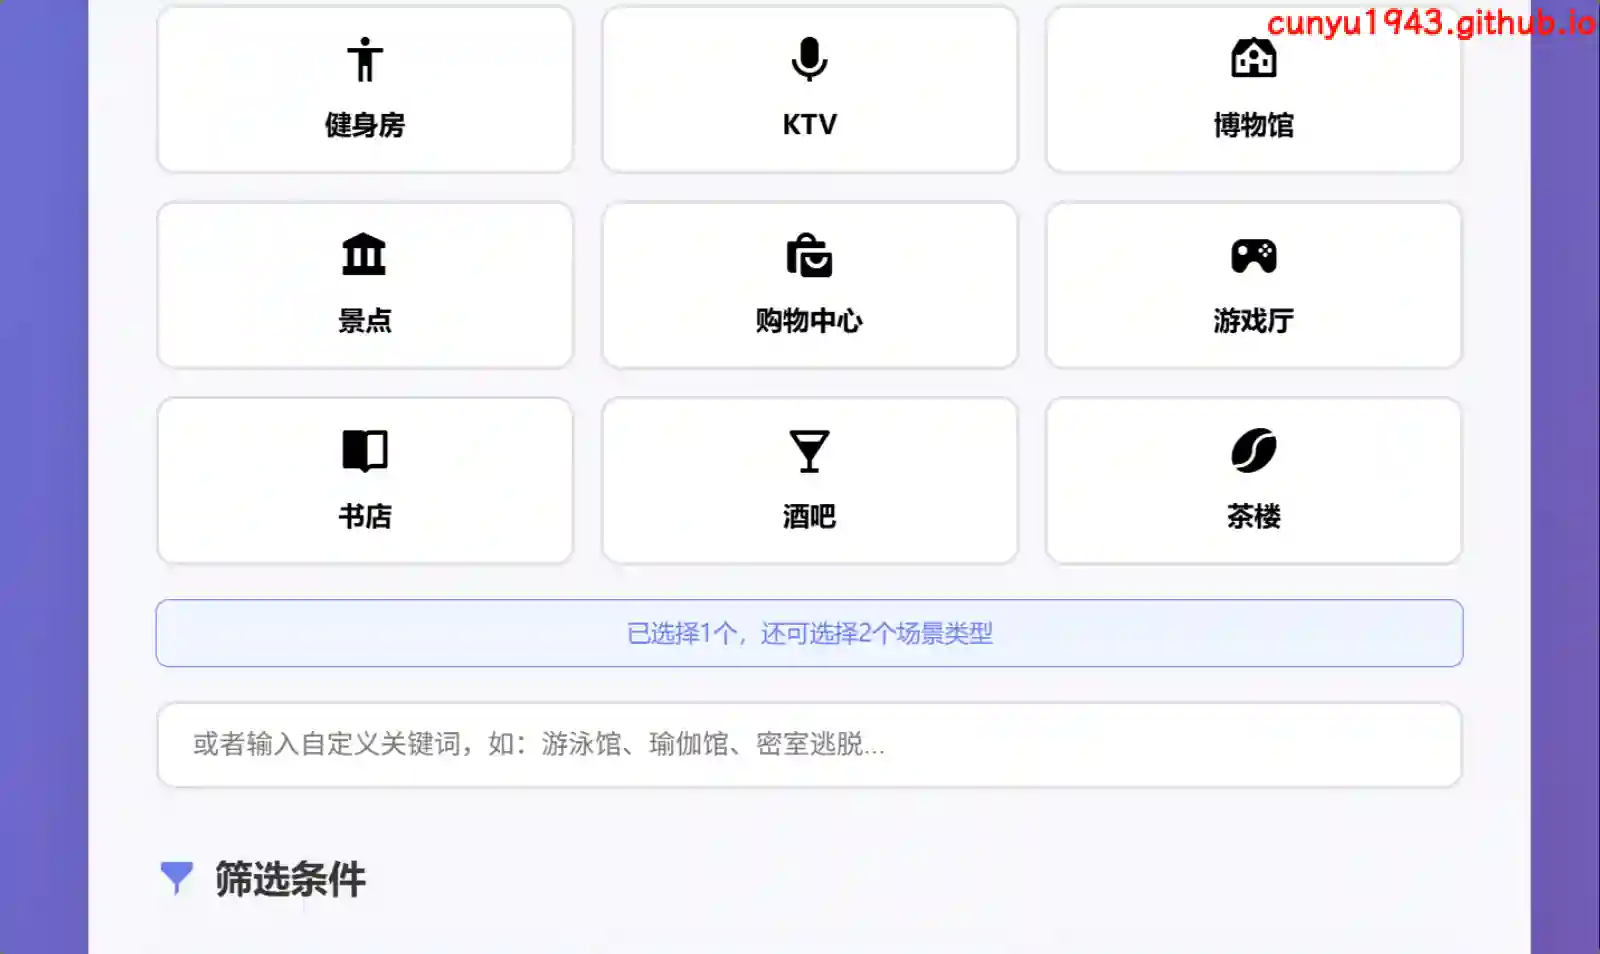 cunyu1943.github.io
健身房
KTV
博物馆
景点
购物中心
游戏厅
书店
酒吧
茶楼
已选择1个，还可选择2个场景类型
或者输入自定义关键词，如：游泳馆、瑜伽馆、密室逃脱...
筛选条件